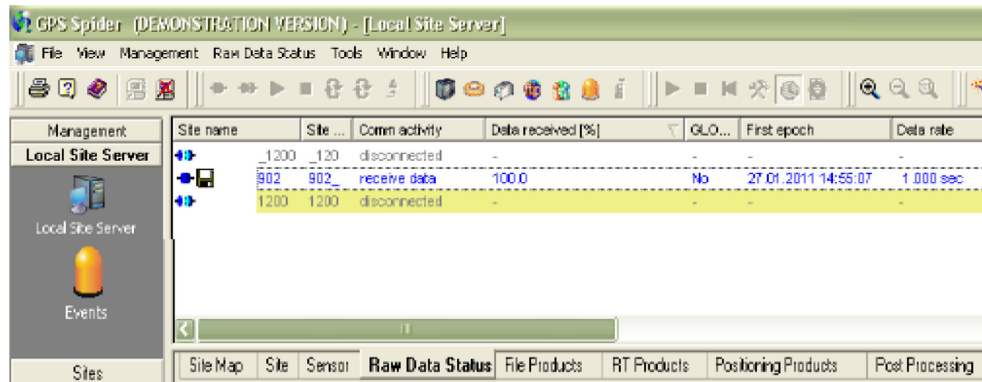 GPS Spider (DEMONSTRATION VERSION) - [Local Site Server]
File View Management Raw Data Status Tools Window Help
Management
Local Site Server
Local Site Server
Events
Sites
Site name Site ... Comm activity Data received [%] GLO... First epoch Data rate
_1200 _120 disconnected - - - -
902 902_ receive data 100.0 No 27.01.2011 14:55:07 1.000 sec
1200 1200 disconnected - - - -
Site Map Site Sensor Raw Data Status File Products RT Products Positioning Products Post Processing